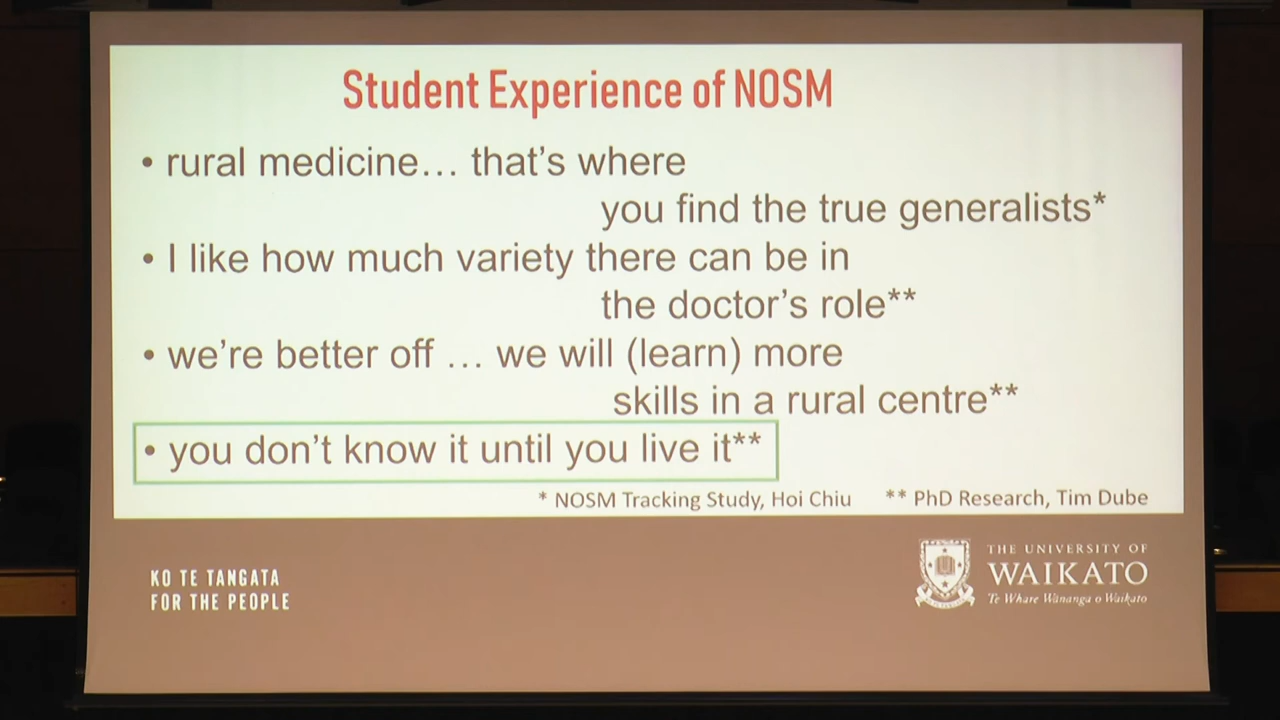 Student Experience of NOSM
• rural medicine… that's where
you find the true generalists*
• I like how much variety there can be in
the doctor's role**
• we're better off … we will (learn) more
skills in a rural centre**
• you don't know it until you live it**
* NOSM Tracking Study, Hoi Chiu ** PhD Research, Tim Dube
KO TE TANGATA
FOR THE PEOPLE
THE UNIVERSITY OF
WAIKATO
Te Whare Wānanga o Waikato